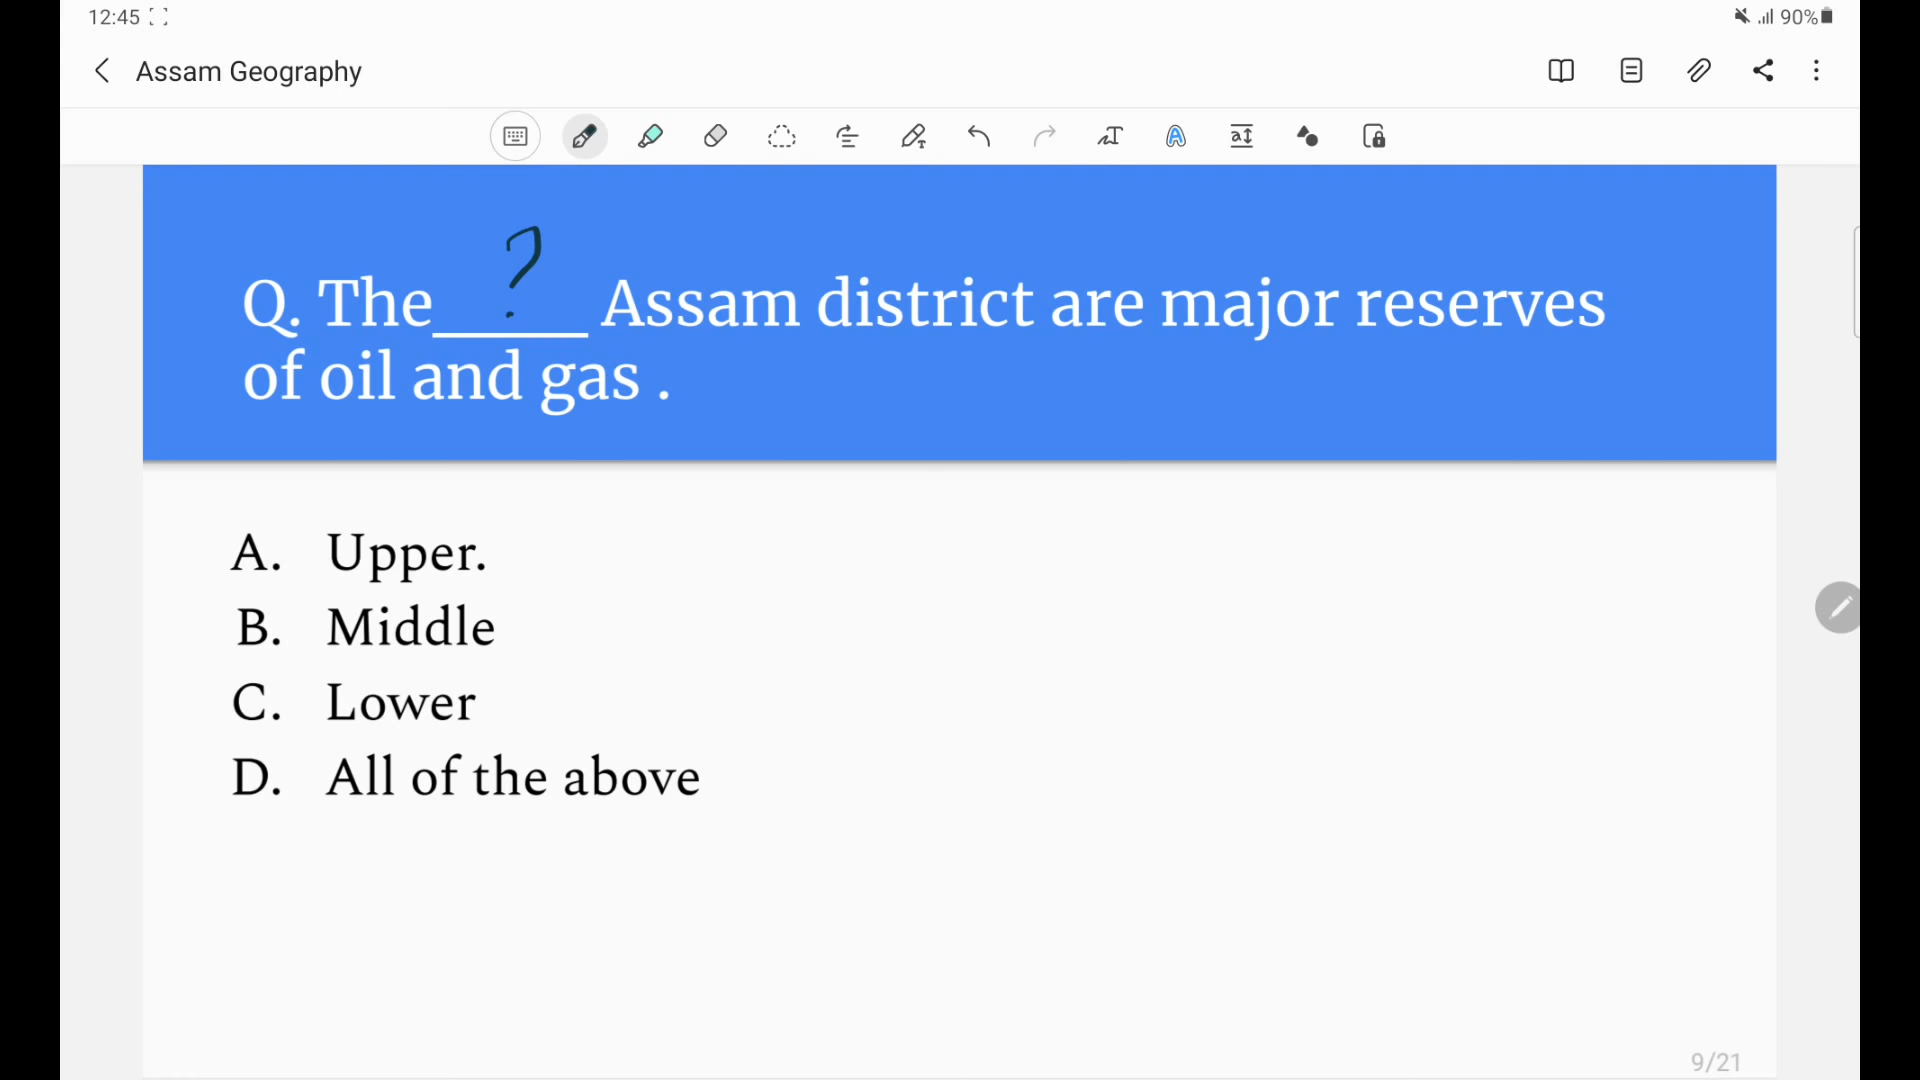 12:45
90%
Assam Geography
?
Q. The______ Assam district are major reserves
of oil and gas .
A. Upper.
B. Middle
C. Lower
D. All of the above
9/21